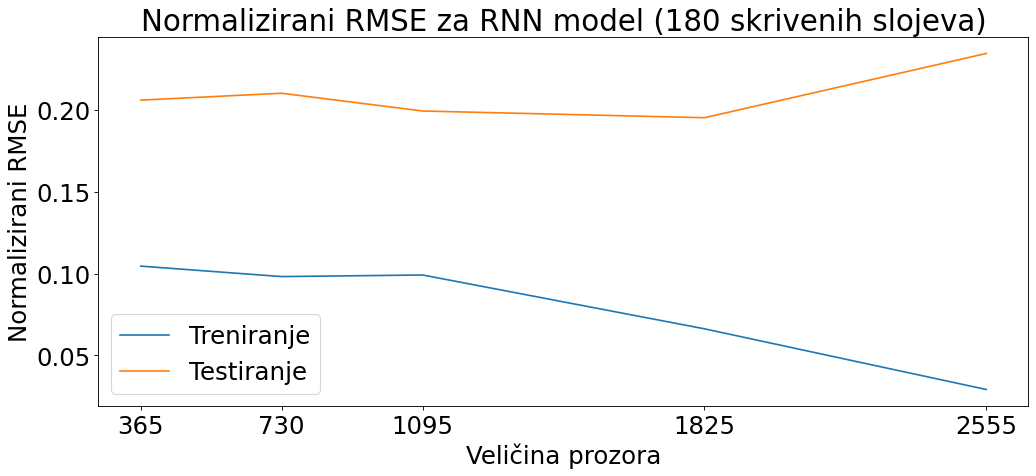 Normalizirani RMSE za RNN model (180 skrivenih slojeva)
Normalizirani RMSE
0.20
0.15
0.10
0.05
Treniranje
Testiranje
365 730 1095 1825 2555
Veličina prozora